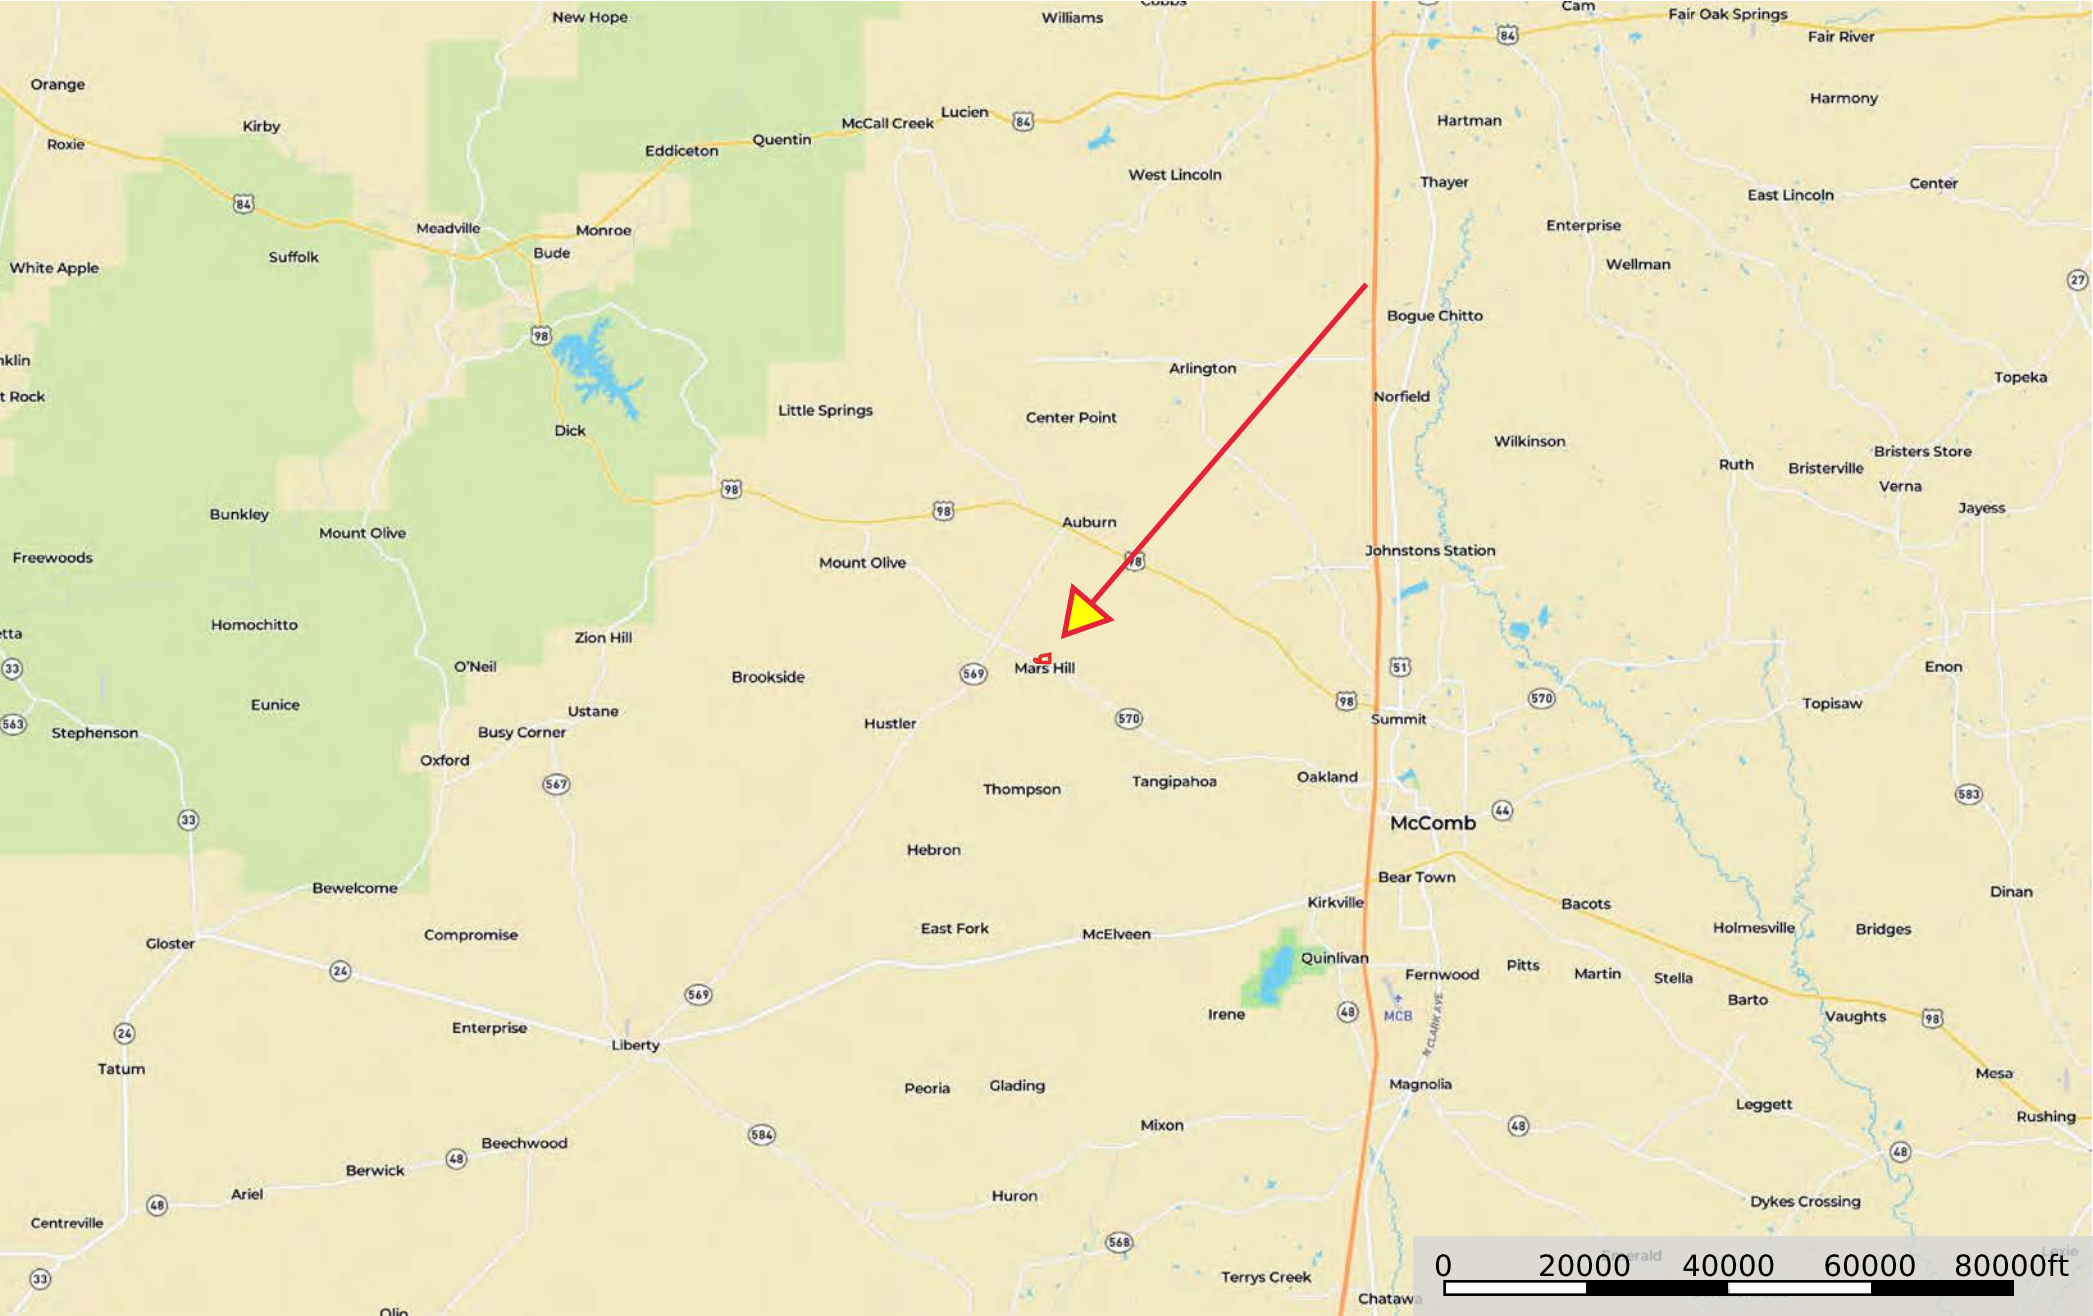 New Hope
Williams
Cam
Fair Oak Springs
Fair River
84
Orange
Harmony
Kirby
McCall Creek
Lucien
84
Hartman
Roxie
Eddiceton
Quentin
West Lincoln
Thayer
East Lincoln
Center
84
Meadville
Monroe
Enterprise
Suffolk
Bude
White Apple
Wellman
27
98
Bogue Chitto
nklin
Arlington
Topeka
t Rock
Norfield
Little Springs
Center Point
Dick
Wilkinson
Bristers Store
Ruth
Bristerville
Verna
98
98
Jayess
Bunkley
Auburn
Mount Olive
Johnstons Station
Freewoods
Mount Olive
98
Homochitto
etta
Zion Hill
33
O'Neil
Mars Hill
51
Enon
Brookside
569
Eunice
Ustane
98
570
Topisaw
563
Stephenson
Busy Corner
Hustler
570
Summit
Oxford
567
Thompson
Tangipahoa
Oakland
583
33
McComb
44
Hebron
Bewelcome
Bear Town
Dinan
Kirkville
Bacots
Gloster
Compromise
East Fork
McElveen
Holmesville
Bridges
24
Quinlivan
Fernwood
Pitts
Martin
Stella
569
Irene
48
MCB
Barto
Vaughts
98
24
Enterprise
Liberty
N CLARK AVE
Tatum
Peoria
Glading
Magnolia
Mesa
Leggett
Rushing
584
Mixon
48
Beechwood
48
Berwick
48
Ariel
48
Huron
Dykes Crossing
Centreville
568
Emerald
Lexie
33
Terrys Creek
0 20000 40000 60000 80000ft
Chatawa
Olio